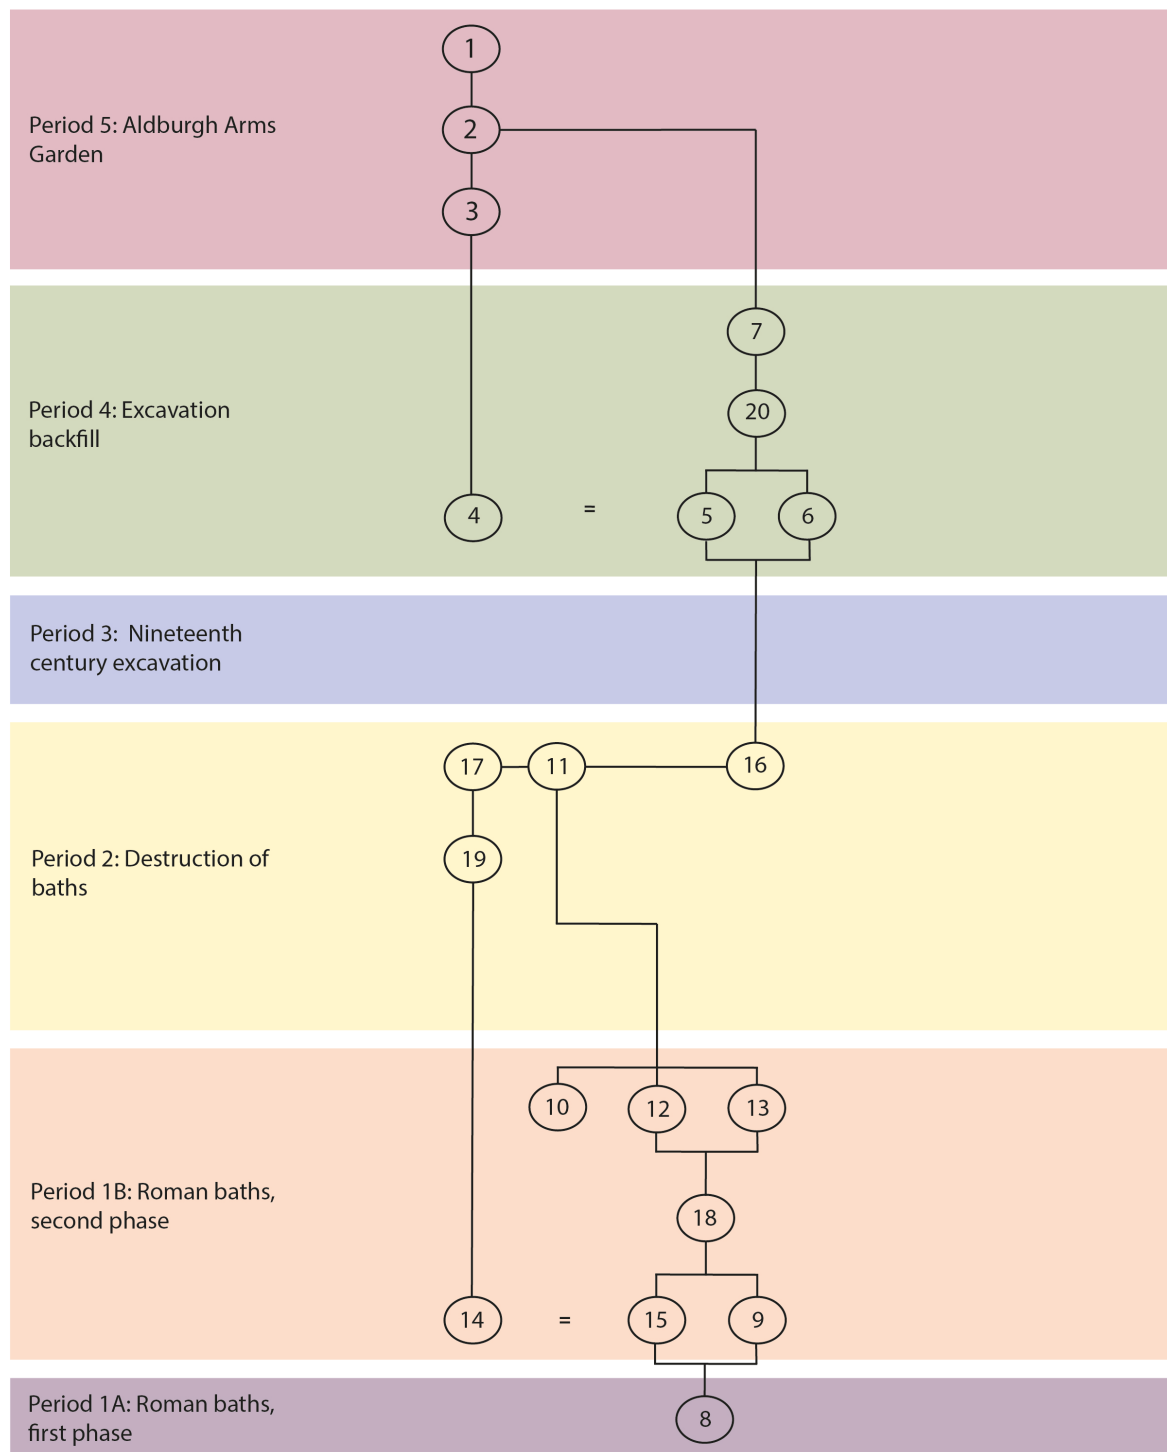 1
Period 5: Aldburgh Arms
Garden
2
3
7
Period 4: Excavation
backfill
20
4 = 5 6
Period 3:  Nineteenth
century excavation
17 11 16
Period 2: Destruction of
baths
19
10 12 13
Period 1B: Roman baths,
second phase
18
14 = 15 9
Period 1A: Roman baths,
first phase
8